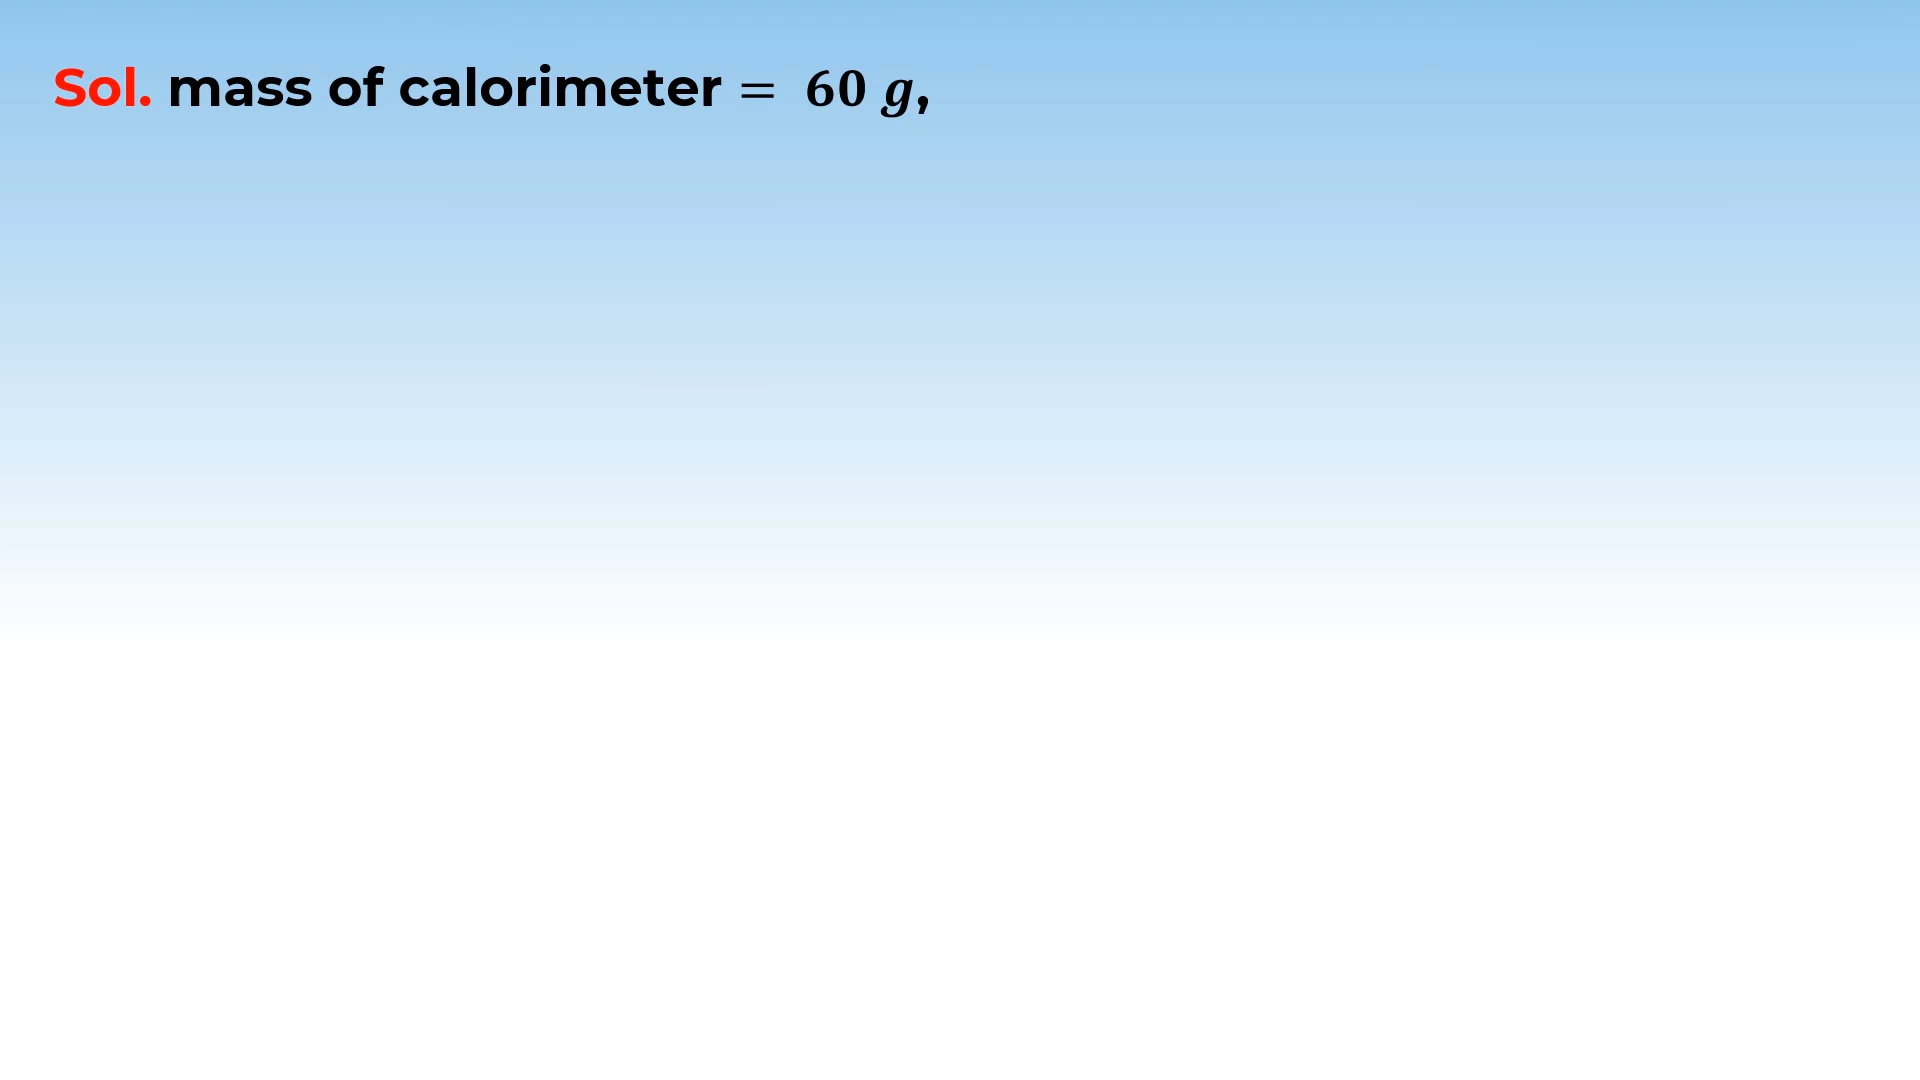 Sol. mass of calorimeter = 60 g,